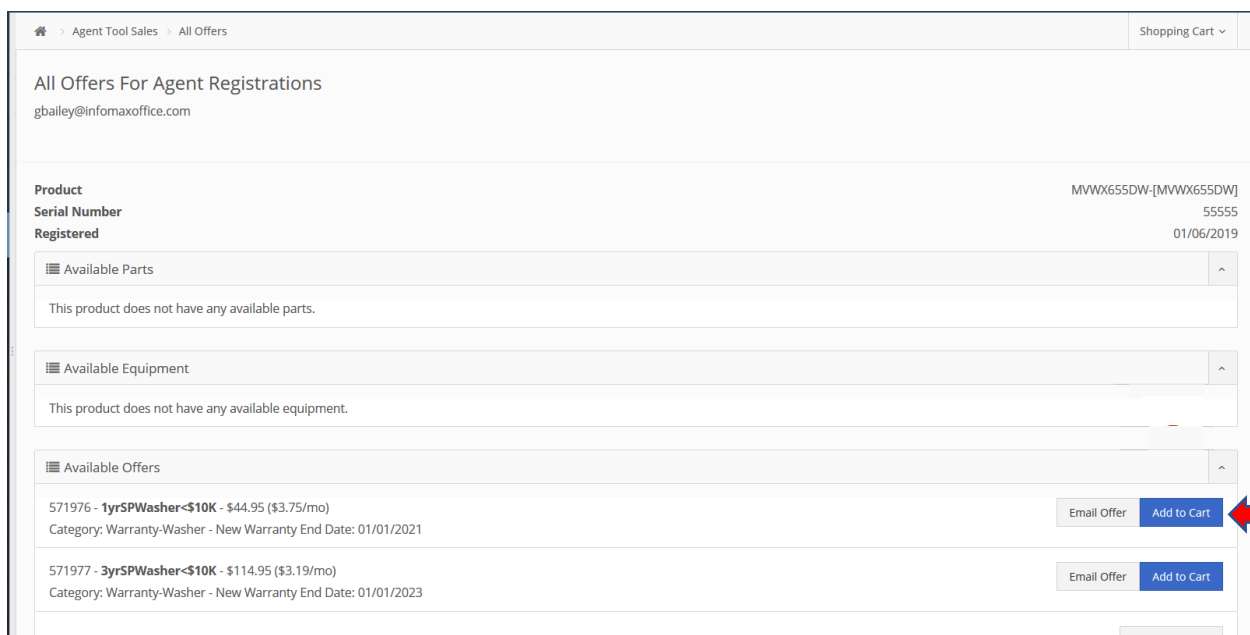 Agent Tool Sales > All Offers Shopping Cart
All Offers For Agent Registrations
gbailey@infomaxoffice.com
Product MVWX655DW-[MVWX655DW]
Serial Number 55555
Registered 01/06/2019
Available Parts
This product does not have any available parts.
Available Equipment
This product does not have any available equipment.
Available Offers
571976 - 1yrSPWasher<$10K - $44.95 ($3.75/mo)
Category: Warranty-Washer - New Warranty End Date: 01/01/2021
Email Offer Add to Cart
571977 - 3yrSPWasher<$10K - $114.95 ($3.19/mo)
Category: Warranty-Washer - New Warranty End Date: 01/01/2023
Email Offer Add to Cart